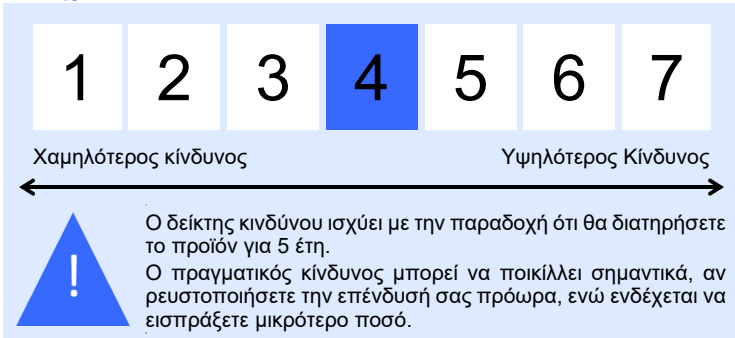 1 2 3 4 5 6 7
Χαμηλότερος κίνδυνος Υψηλότερος Κίνδυνος
Ο δείκτης κινδύνου ισχύει με την παραδοχή ότι θα διατηρήσετε
το προϊόν για 5 έτη.
!
Ο πραγματικός κίνδυνος μπορεί να ποικίλλει σημαντικά, αν
ρευστοποιήσετε την επένδυσή σας πρόωρα, ενώ ενδέχεται να
εισπράξετε μικρότερο ποσό.